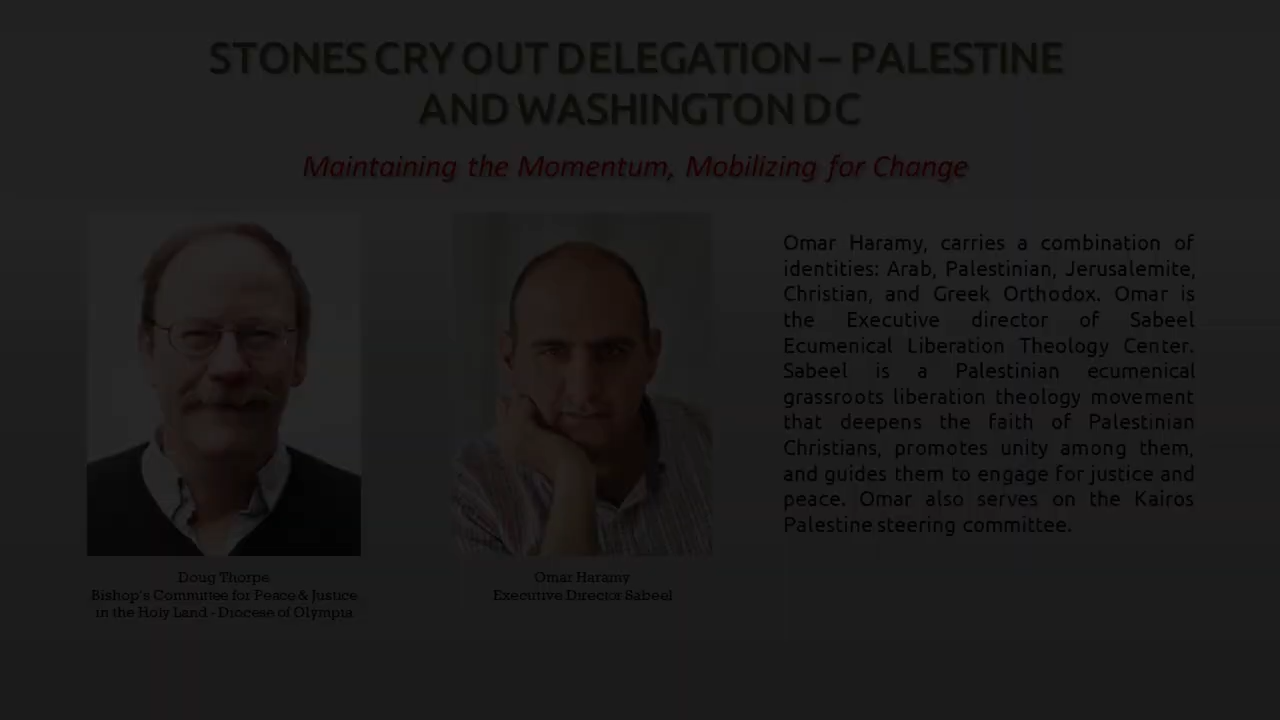 STONES CRY OUT DELEGATION – PALESTINE
AND WASHINGTON DC
Maintaining the Momentum, Mobilizing for Change
Omar Haramy, carries a combination of
identities: Arab, Palestinian, Jerusalemite,
Christian, and Greek Orthodox. Omar is
the Executive director of Sabeel
Ecumenical Liberation Theology Center.
Sabeel is a Palestinian ecumenical
grassroots liberation theology movement
that deepens the faith of Palestinian
Christians, promotes unity among them,
and guides them to engage for justice and
peace. Omar also serves on the Kairos
Palestine steering committee.
Doug Thorpe
Bishop's Committee for Peace & Justice
in the Holy Land - Diocese of Olympia
Omar Haramy
Executive Director Sabeel